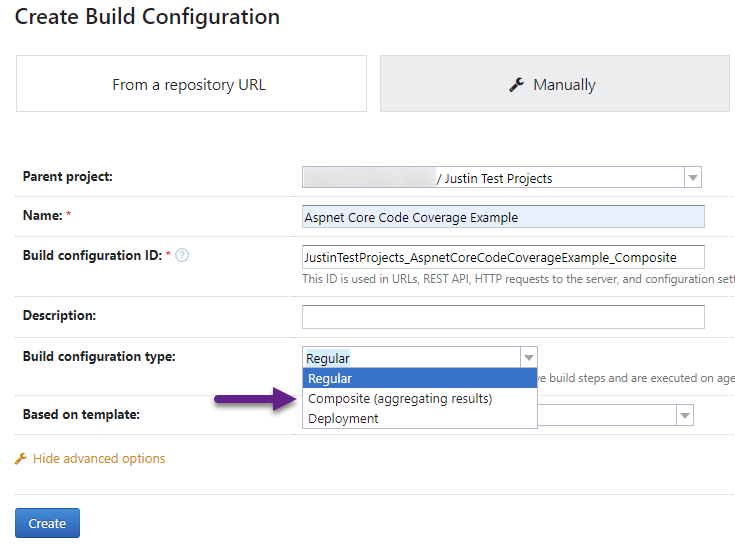 Create Build Configuration
From a repository URL
Manually
Parent project:
/ Justin Test Projects
Name: *
Aspnet Core Code Coverage Example
Build configuration ID: * ?
JustinTestProjects_AspnetCoreCodeCoverageExample_Composite
This ID is used in URLs, REST API, HTTP requests to the server, and configuration
Description:
Build configuration type:
Regular
Regular
build steps and are executed on
Composite (aggregating results)
Based on template:
Deployment
Hide advanced options
Create